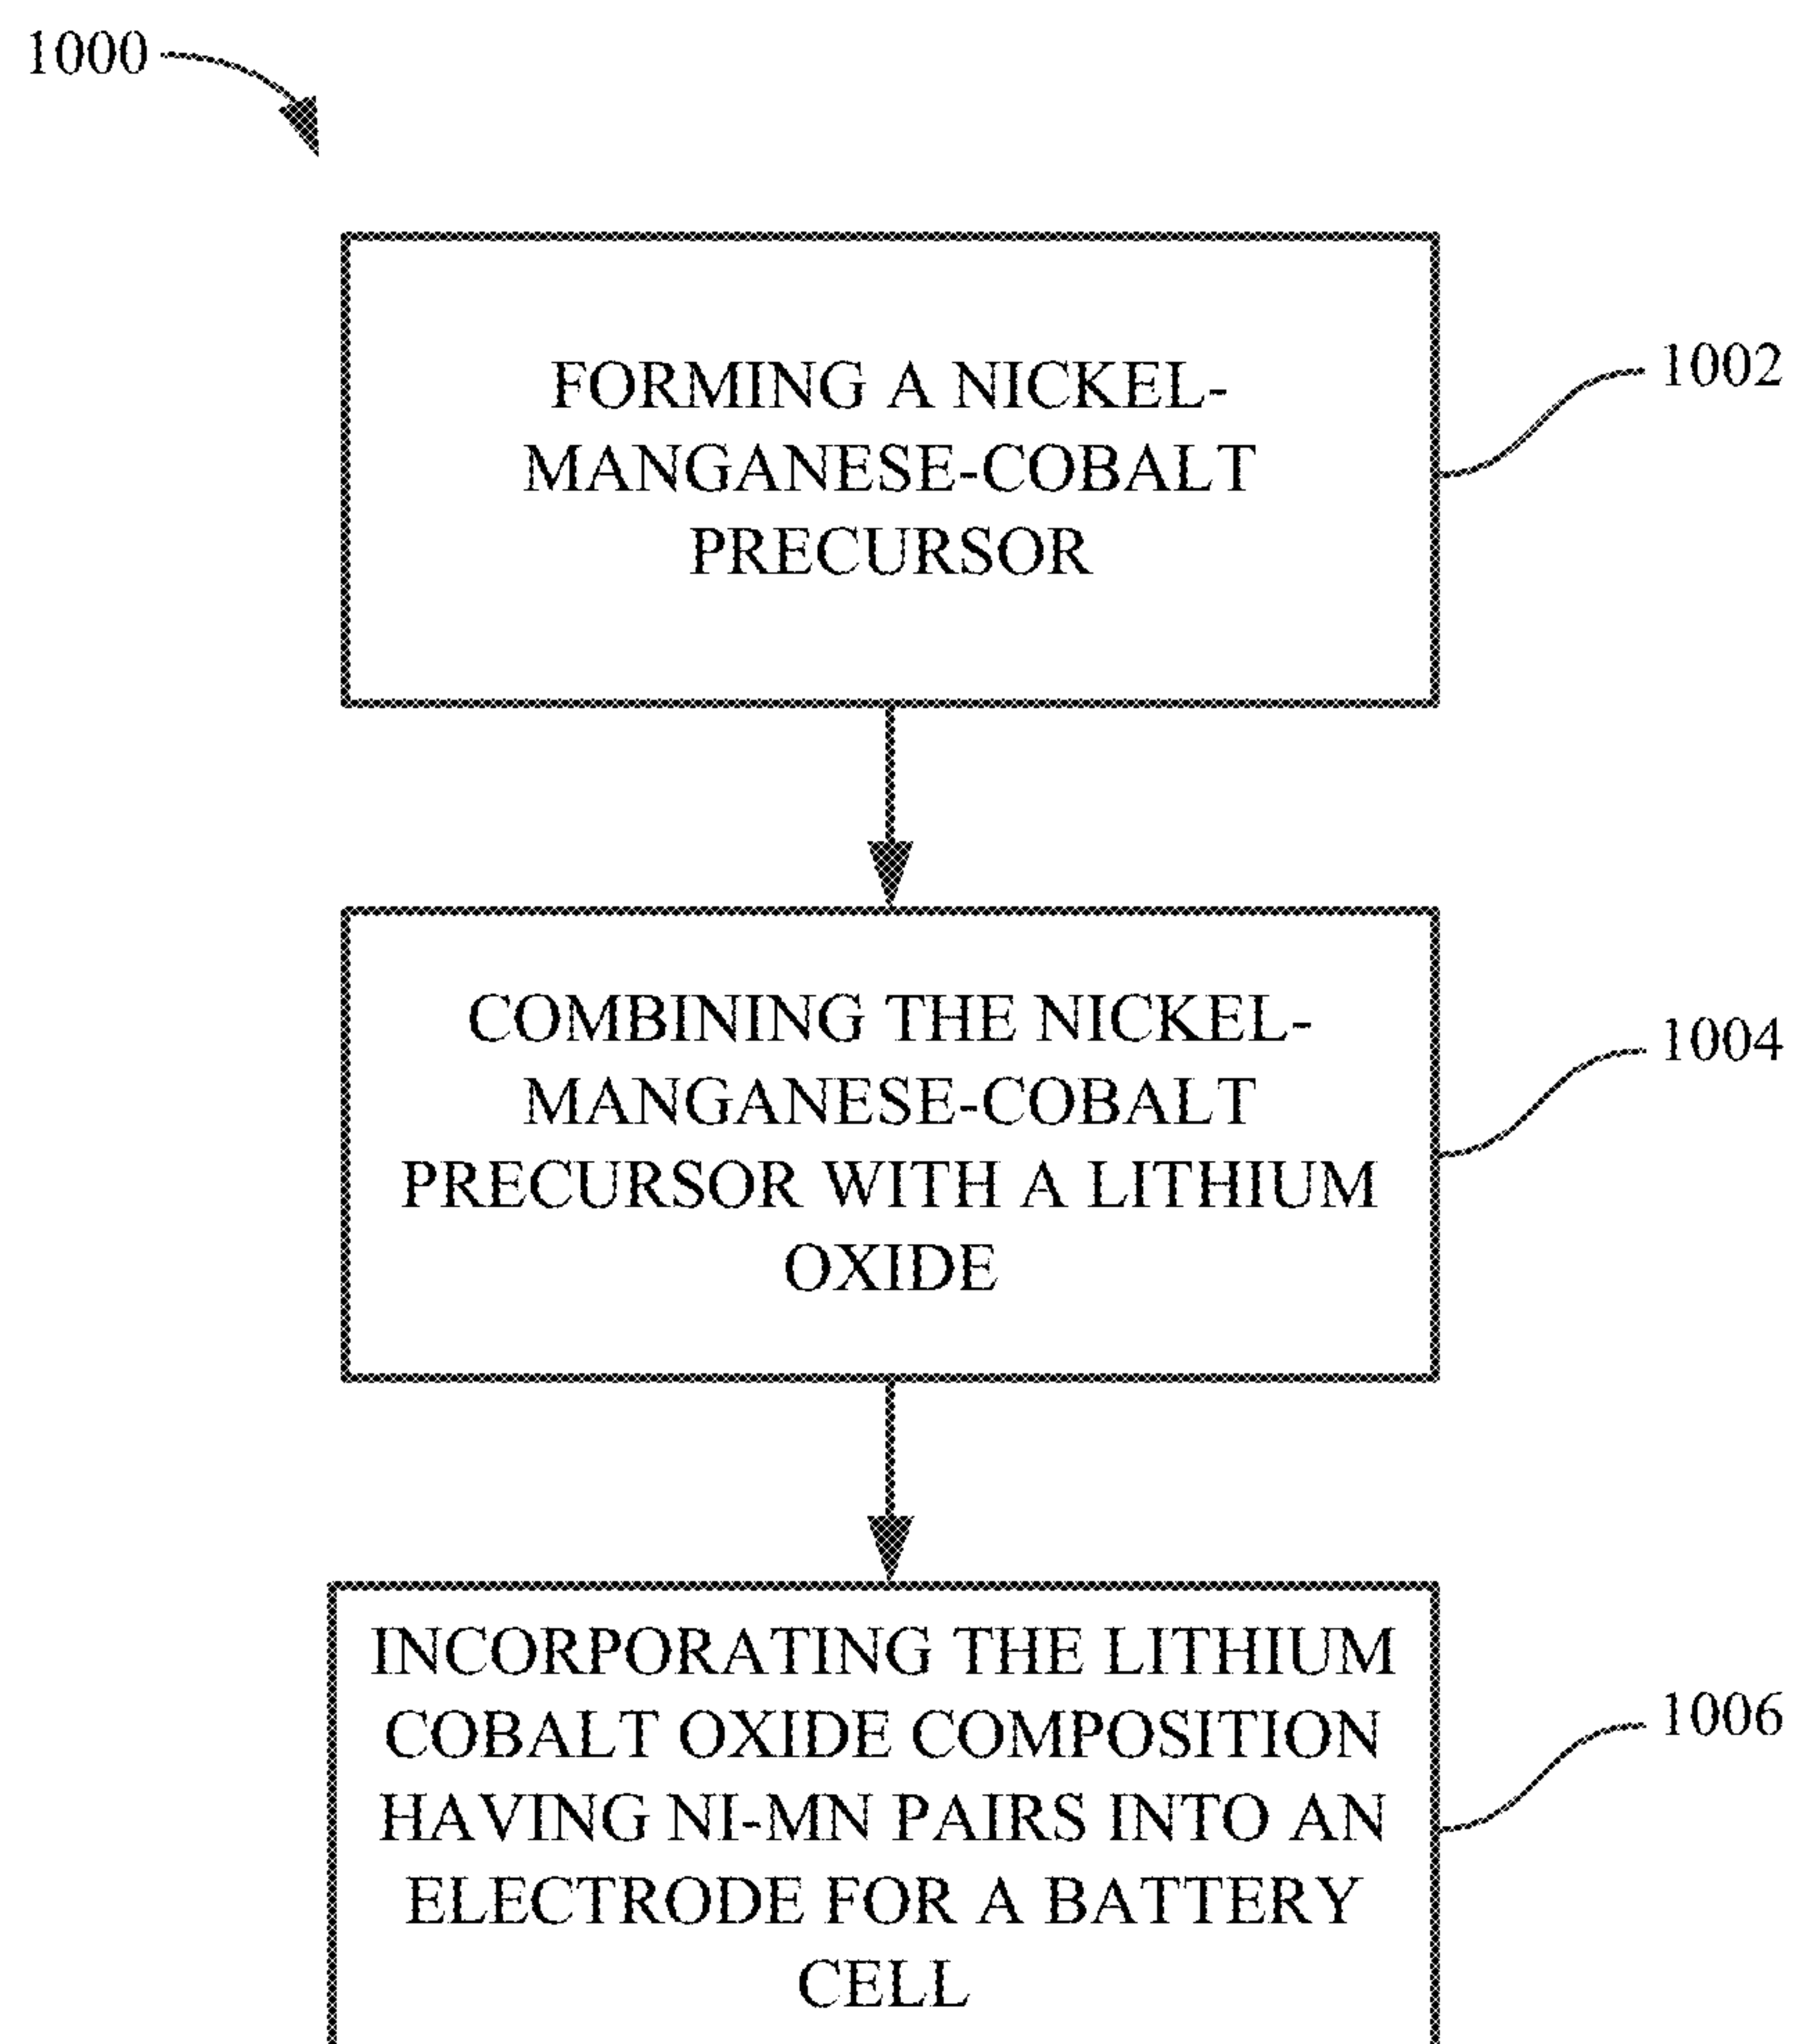 1000
FORMING A NICKEL-
MANGANESE-COBALT
PRECURSOR
1002
COMBINING THE NICKEL-
MANGANESE-COBALT
PRECURSOR WITH A LITHIUM
OXIDE
1004
INCORPORATING THE LITHIUM
COBALT OXIDE COMPOSITION
HAVING NI-MN PAIRS INTO AN
ELECTRODE FOR A BATTERY
CELL
1006